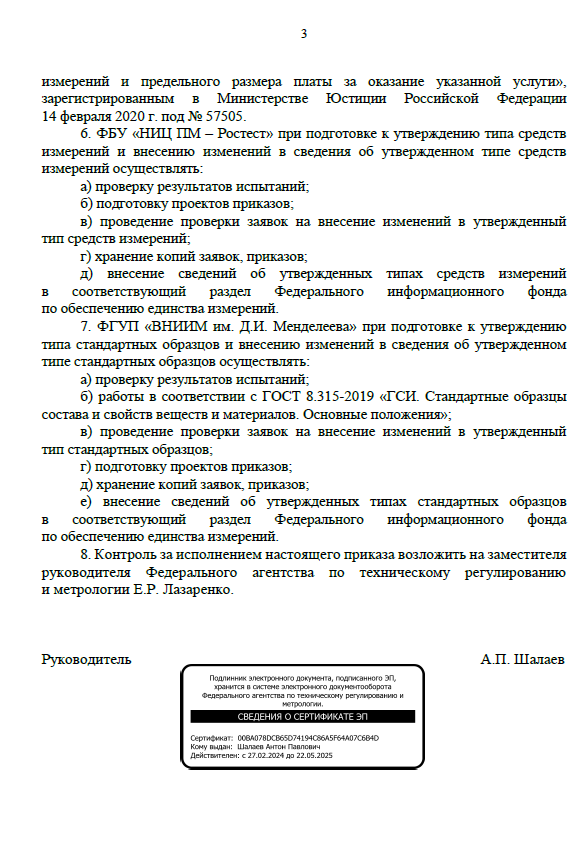 3
измерений и предельного размера платы за оказание указанной услуги»,
зарегистрированным в Министерстве Юстиции Российской Федерации
14 февраля 2020 г. под № 57505.
6. ФБУ «НИЦ ПМ – Ростест» при подготовке к утверждению типа средств
измерений и внесению изменений в сведения об утвержденном типе средств
измерений осуществлять:
а) проверку результатов испытаний;
б) подготовку проектов приказов;
в) проведение проверки заявок на внесение изменений в утвержденный
тип средств измерений;
г) хранение копий заявок, приказов;
д) внесение сведений об утвержденных типах средств измерений
в соответствующий раздел Федерального информационного фонда
по обеспечению единства измерений.
7. ФГУП «ВНИИМ им. Д.И. Менделеева» при подготовке к утверждению
типа стандартных образцов и внесению изменений в сведения об утвержденном
типе стандартных образцов осуществлять:
а) проверку результатов испытаний;
б) работы в соответствии с ГОСТ 8.315-2019 «ГСИ. Стандартные образцы
состава и свойств веществ и материалов. Основные положения»;
в) проведение проверки заявок на внесение изменений в утвержденный
тип стандартных образцов;
г) подготовку проектов приказов;
д) хранение копий заявок, приказов;
е) внесение сведений об утвержденных типах стандартных образцов
в соответствующий раздел Федерального информационного фонда
по обеспечению единства измерений.
8. Контроль за исполнением настоящего приказа возложить на заместителя
руководителя Федерального агентства по техническому регулированию
и метрологии Е.Р. Лазаренко.
Руководитель А.П. Шалаев
Подлинник электронного документа, подписанного ЭП,
хранится в системе электронного документооборота
Федерального агентства по техническому регулированию и
метрологии.
СВЕДЕНИЯ О СЕРТИФИКАТЕ ЭП
Сертификат: 00BA078DCB65D74194C86A5F64A07C6B4D
Кому выдан: Шалаев Антон Павлович
Действителен: с 27.02.2024 до 22.05.2025